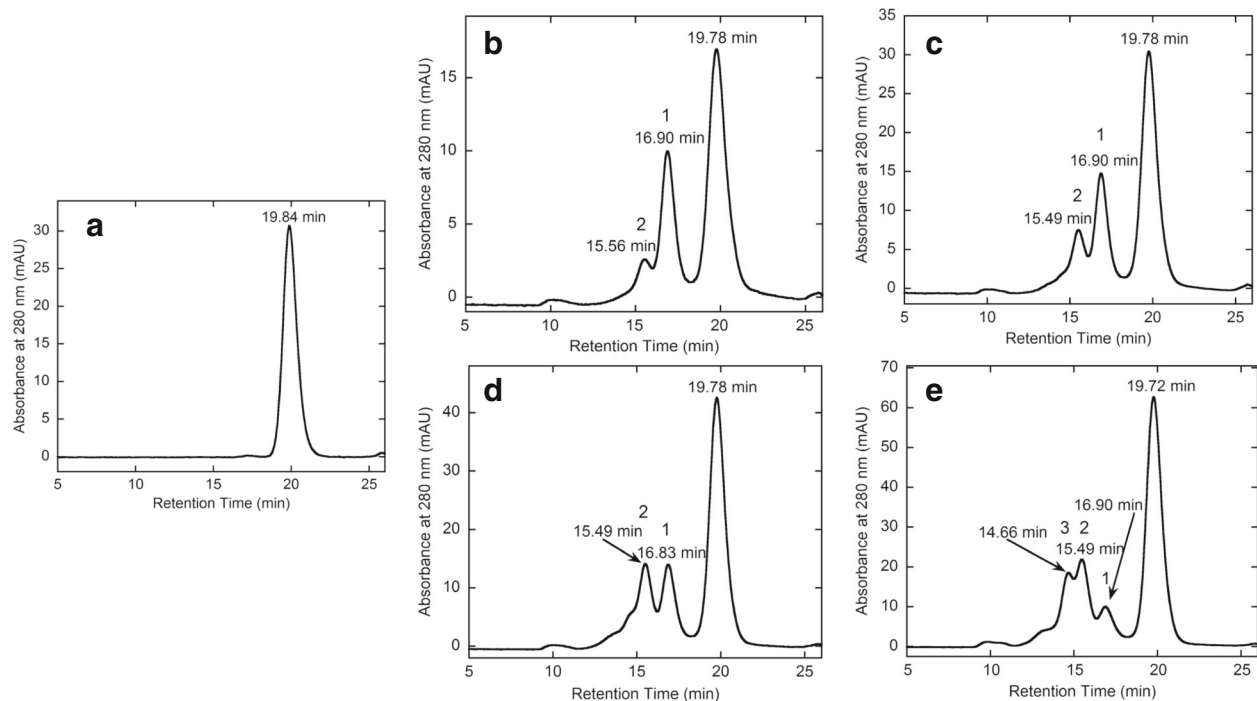 a
19.84 min
Absorbance at 280 nm (mAU)
30
25
20
15
10
5
0
5 10 15 20 25
Retention Time (min)
b
19.78 min
1
16.90 min
2
15.56 min
Absorbance at 280 nm (mAU)
15
10
5
0
5 10 15 20 25
Retention Time (min)
c
19.78 min
1
16.90 min
2
15.49 min
Absorbance at 280 nm (mAU)
35
30
25
20
15
10
5
0
5 10 15 20 25
Retention Time (min)
d
19.78 min
2
15.49 min 1
16.83 min
Absorbance at 280 nm (mAU)
40
30
20
10
0
5 10 15 20 25
Retention Time (min)
e
19.72 min
16.90 min
14.66 min 3 2
15.49 min
1
Absorbance at 280 nm (mAU)
70
60
50
40
30
20
10
0
5 10 15 20 25
Retention Time (min)